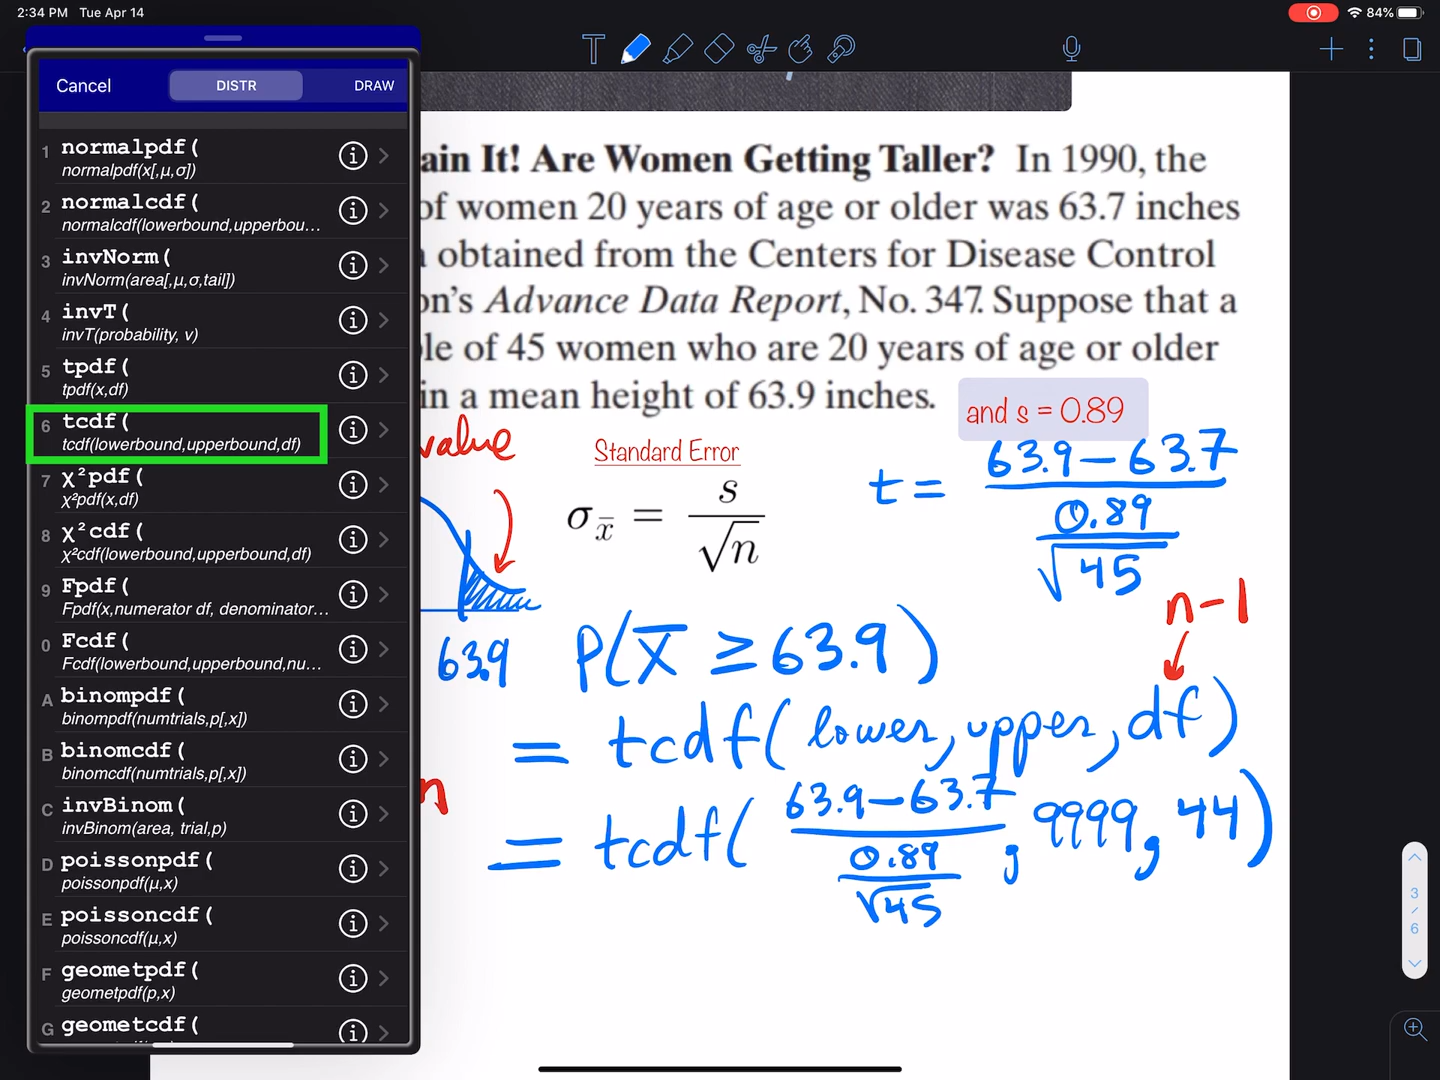 2:34 PM Tue Apr 14
84%
Cancel DISTR DRAW
1 normalpdf(
normalpdf(x[,μ,σ])
2 normalcdf(
normalcdf(lowerbound,upperbou...
3 invNorm(
invNorm(area[,μ,σ,tail])
4 invT(
invT(probability, v)
5 tpdf(
tpdf(x,df)
6 tcdf(
tcdf(lowerbound,upperbound,df)
7 χ²pdf(
χ²pdf(x,df)
8 χ²cdf(
χ²cdf(lowerbound,upperbound,df)
9 Fpdf(
Fpdf(x,numerator df, denominator...
0 Fcdf(
Fcdf(lowerbound,upperbound,nu...
A binompdf(
binompdf(numtrials,p[,x])
B binomcdf(
binomcdf(numtrials,p[,x])
C invBinom(
invBinom(area, trial,p)
D poissonpdf(
poissonpdf(μ,x)
E poissoncdf(
poissoncdf(μ,x)
F geometpdf(
geometpdf(p,x)
G geometcdf(
ain It! Are Women Getting Taller? In 1990, the
of women 20 years of age or older was 63.7 inches
obtained from the Centers for Disease Control
on's Advance Data Report, No. 347. Suppose that a
le of 45 women who are 20 years of age or older
in a mean height of 63.9 inches.
and s = 0.89
value
Standard Error
σx̄ = s / √n
t = 63.9 – 63.7 / 0.89 / √45
n-1
63.9
P(x̄ ≥ 63.9)
= tcdf( lower, upper, df)
n
= tcdf( 63.9–63.7 / 0.89 / √45 , 9999, 44)
3 / 6